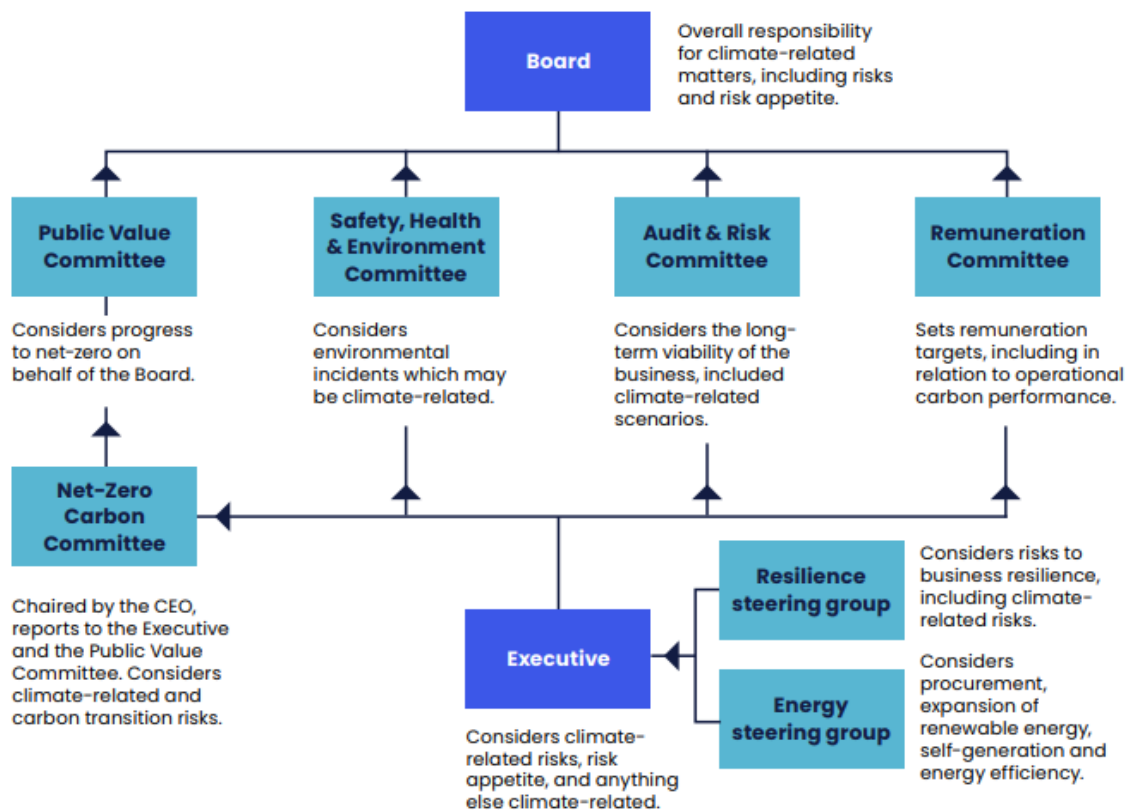 Board
Overall responsibility
for climate-related
matters, including risks
and risk appetite.
Public Value
Committee
Considers progress
to net-zero on
behalf of the Board.
Safety, Health
& Environment
Committee
Considers
environmental
incidents which may
be climate-related.
Audit & Risk
Committee
Considers the long-
term viability of the
business, included
climate-related
scenarios.
Remuneration
Committee
Sets remuneration
targets, including in
relation to operational
carbon performance.
Net-Zero
Carbon
Committee
Chaired by the CEO,
reports to the Executive
and the Public Value
Committee. Considers
climate-related and
carbon transition risks.
Executive
Considers climate-
related risks, risk
appetite, and anything
else climate-related.
Resilience
steering group
Considers risks to
business resilience,
including climate-
related risks.
Energy
steering group
Considers
procurement,
expansion of
renewable energy,
self-generation and
energy efficiency.